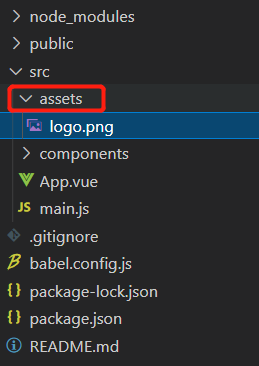 node_modules
public
src
assets
logo.png
components
App.vue
JS main.js
.gitignore
babel.config.js
package-lock.json
package.json
README.md